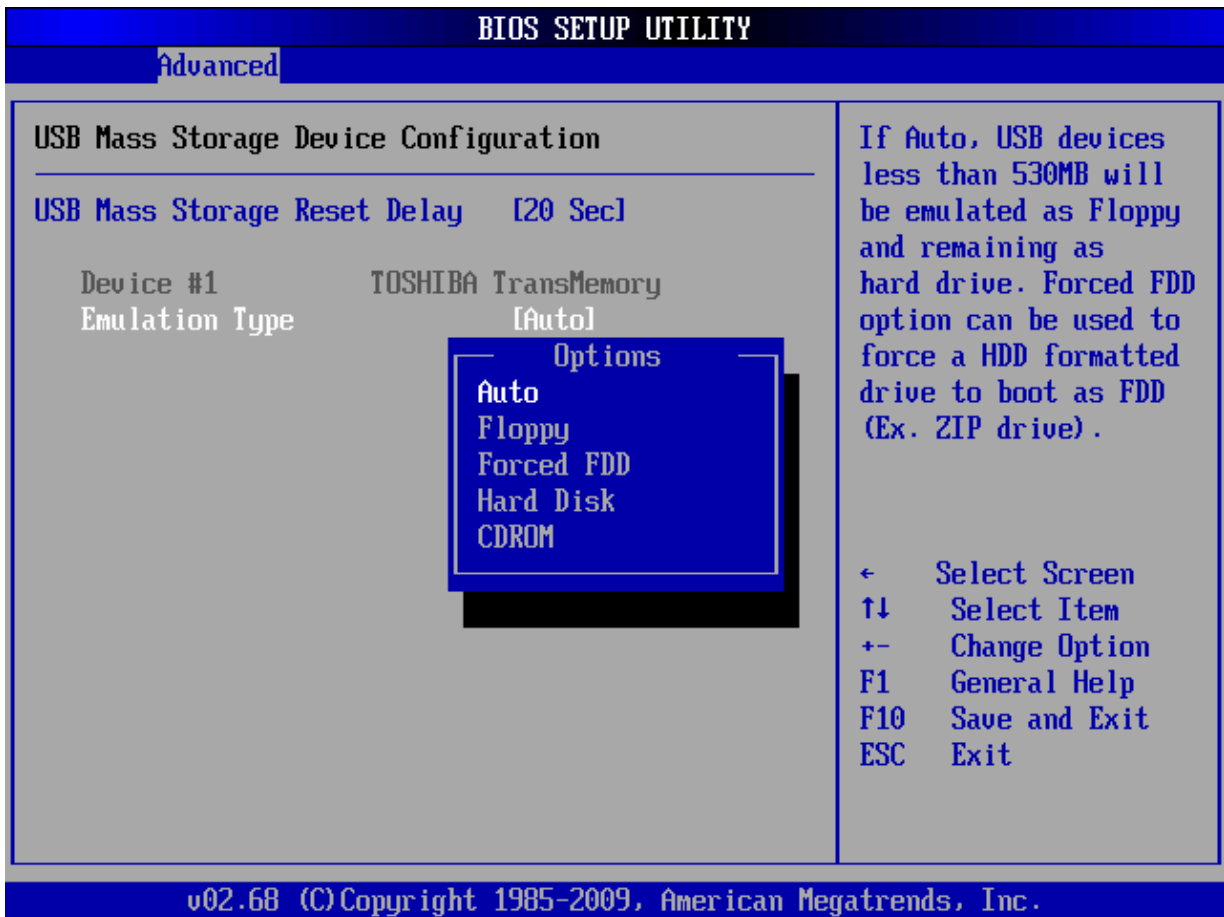 BIOS SETUP UTILITY
Advanced
USB Mass Storage Device Configuration
USB Mass Storage Reset Delay [20 Sec]
Device #1 TOSHIBA TransMemory
Emulation Type [Auto]
Options
Auto
Floppy
Forced FDD
Hard Disk
CDROM
If Auto, USB devices
less than 530MB will
be emulated as Floppy
and remaining as
hard drive. Forced FDD
option can be used to
force a HDD formatted
drive to boot as FDD
(Ex. ZIP drive).
← Select Screen
↑↓ Select Item
+- Change Option
F1 General Help
F10 Save and Exit
ESC Exit
v02.68 (C)Copyright 1985-2009, American Megatrends, Inc.